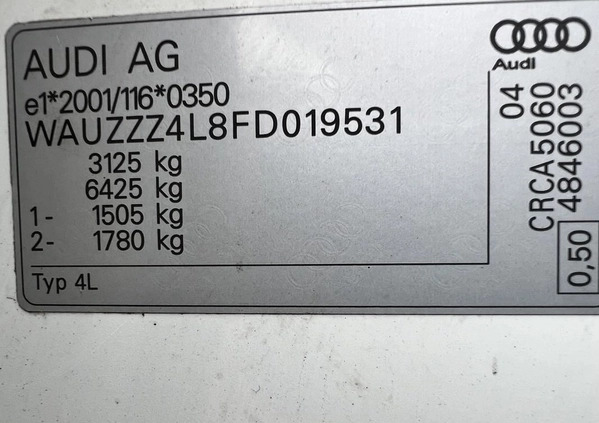 AUDI AG
e1*2001/116*0350
WAUZZZ4L8FD019531
3125 kg
6425 kg
1- 1505 kg
2- 1780 kg
Typ 4L
Audi
04
CRCA5060
4846003
0,50